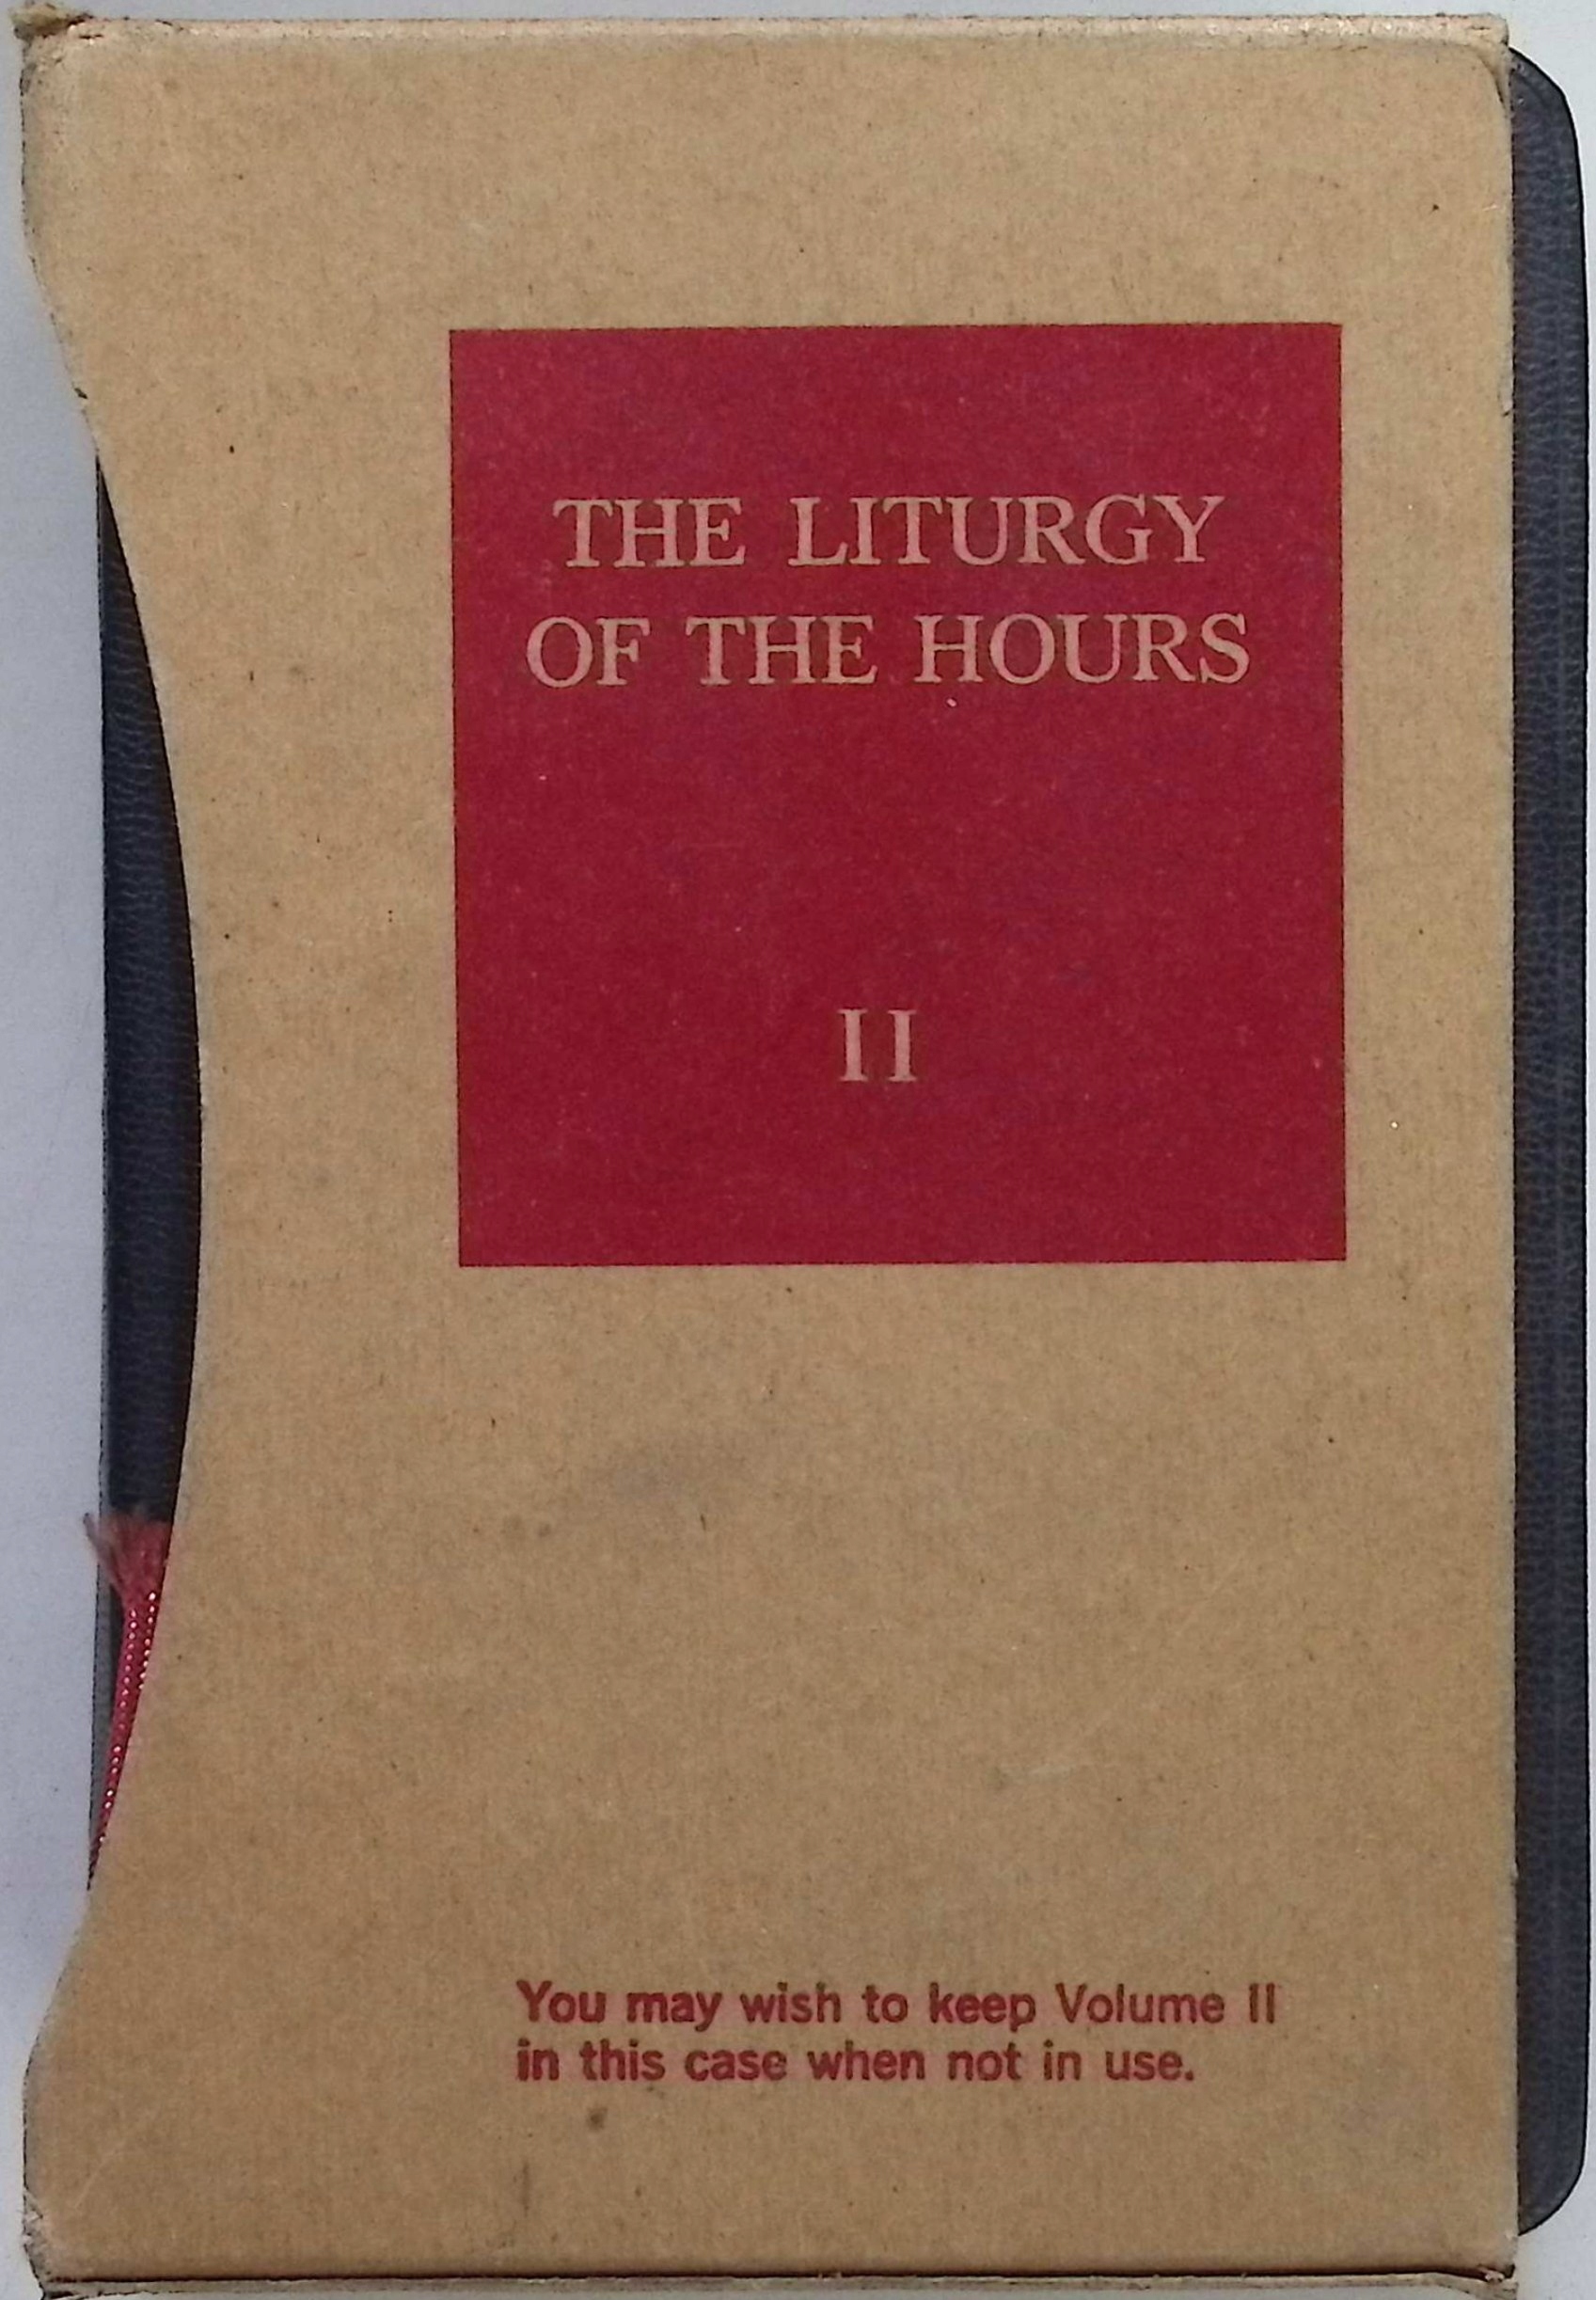 THE LITURGY
OF THE HOURS
II
You may wish to keep Volume II
in this case when not in use.